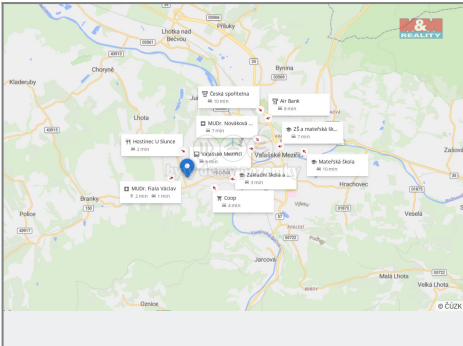 Lhotka nad
Bečvou
Příluky
REALITY
Choryně
Bynina
Kladeruby
Česká spořitelna
10 min
Air Bank
8 min
Lhota
MUDr. Nováková ...
7 min
ZŠ a mateřská šk...
7 min
Hostinec U Slunce
2 min
Valašské Meziříčí
Zašová
Mateřská škola
10 min
Základní škola a ...
3 min
MUDr. Fiala Václav
2 min 1 min
Hrachovec
Branky
Coop
4 min
Police
Veselá
Jarcová
Malá Lhota
Velká Lhota
Oznice
© ČÚZK